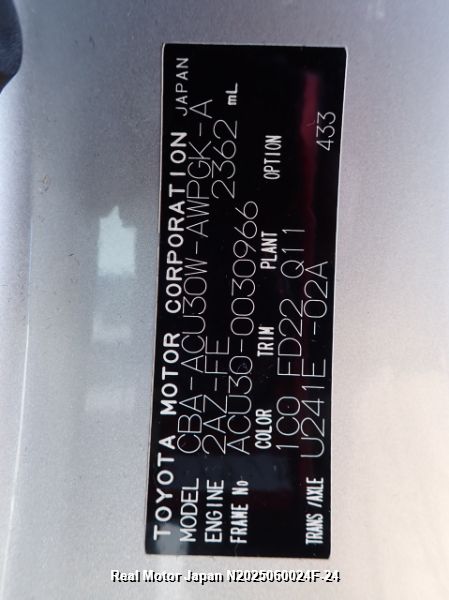 TOYOTA MOTOR CORPORATION JAPAN
MODEL CBA-ACU30W-AWPGK-A
ENGINE 2AZ-FE 2362 mL
FRAME No ACU30-0030966
COLOR TRIM PLANT OPTION
1C0 FD22 Q11
TRANS/AXLE U241E -02A 433
Real Motor Japan N2025060024F-24